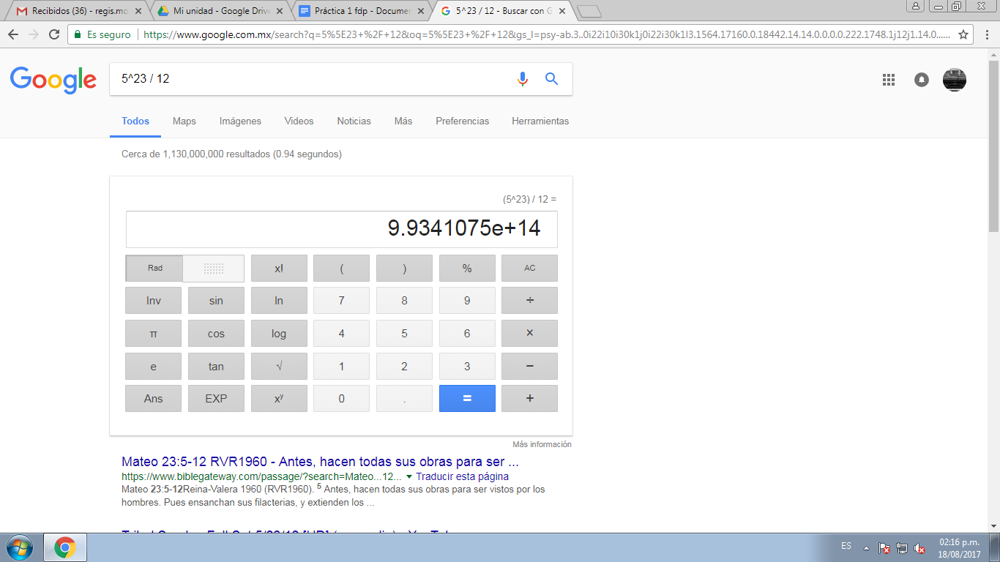 Recibidos (36) - regis.mo
Mi unidad - Google Drive
Práctica 1 fdp - Documen
5^23 / 12 - Buscar con G
Es seguro
https://www.google.com.mx/search?q=5%5E23+%2F+12&oq=5%5E23+%2F+12&gs_l=psy-ab.3..0i22i10i30k1j0i22i30k1l3.1564.17160.0.18442.14.14.0.0.0.0.222.1748.1j12j1.14.0......
Google
5^23 / 12
Todos Maps Imágenes Videos Noticias Más Preferencias Herramientas
Cerca de 1,130,000,000 resultados (0.94 segundos)
(5^23) / 12 =
9.9341075e+14
Rad x! ( ) % AC
Inv sin ln 7 8 9 ÷
π cos log 4 5 6 ×
e tan √ 1 2 3 −
Ans EXP xʸ 0 . = +
Más información
Mateo 23:5-12 RVR1960 - Antes, hacen todas sus obras para ser ...
https://www.biblegateway.com/passage/?search=Mateo...12... Traducir esta página
Mateo 23:5-12Reina-Valera 1960 (RVR1960). ⁵ Antes, hacen todas sus obras para ser vistos por los
hombres. Pues ensanchan sus filacterias, y extienden los ...
ES
02:16 p.m.
18/08/2017